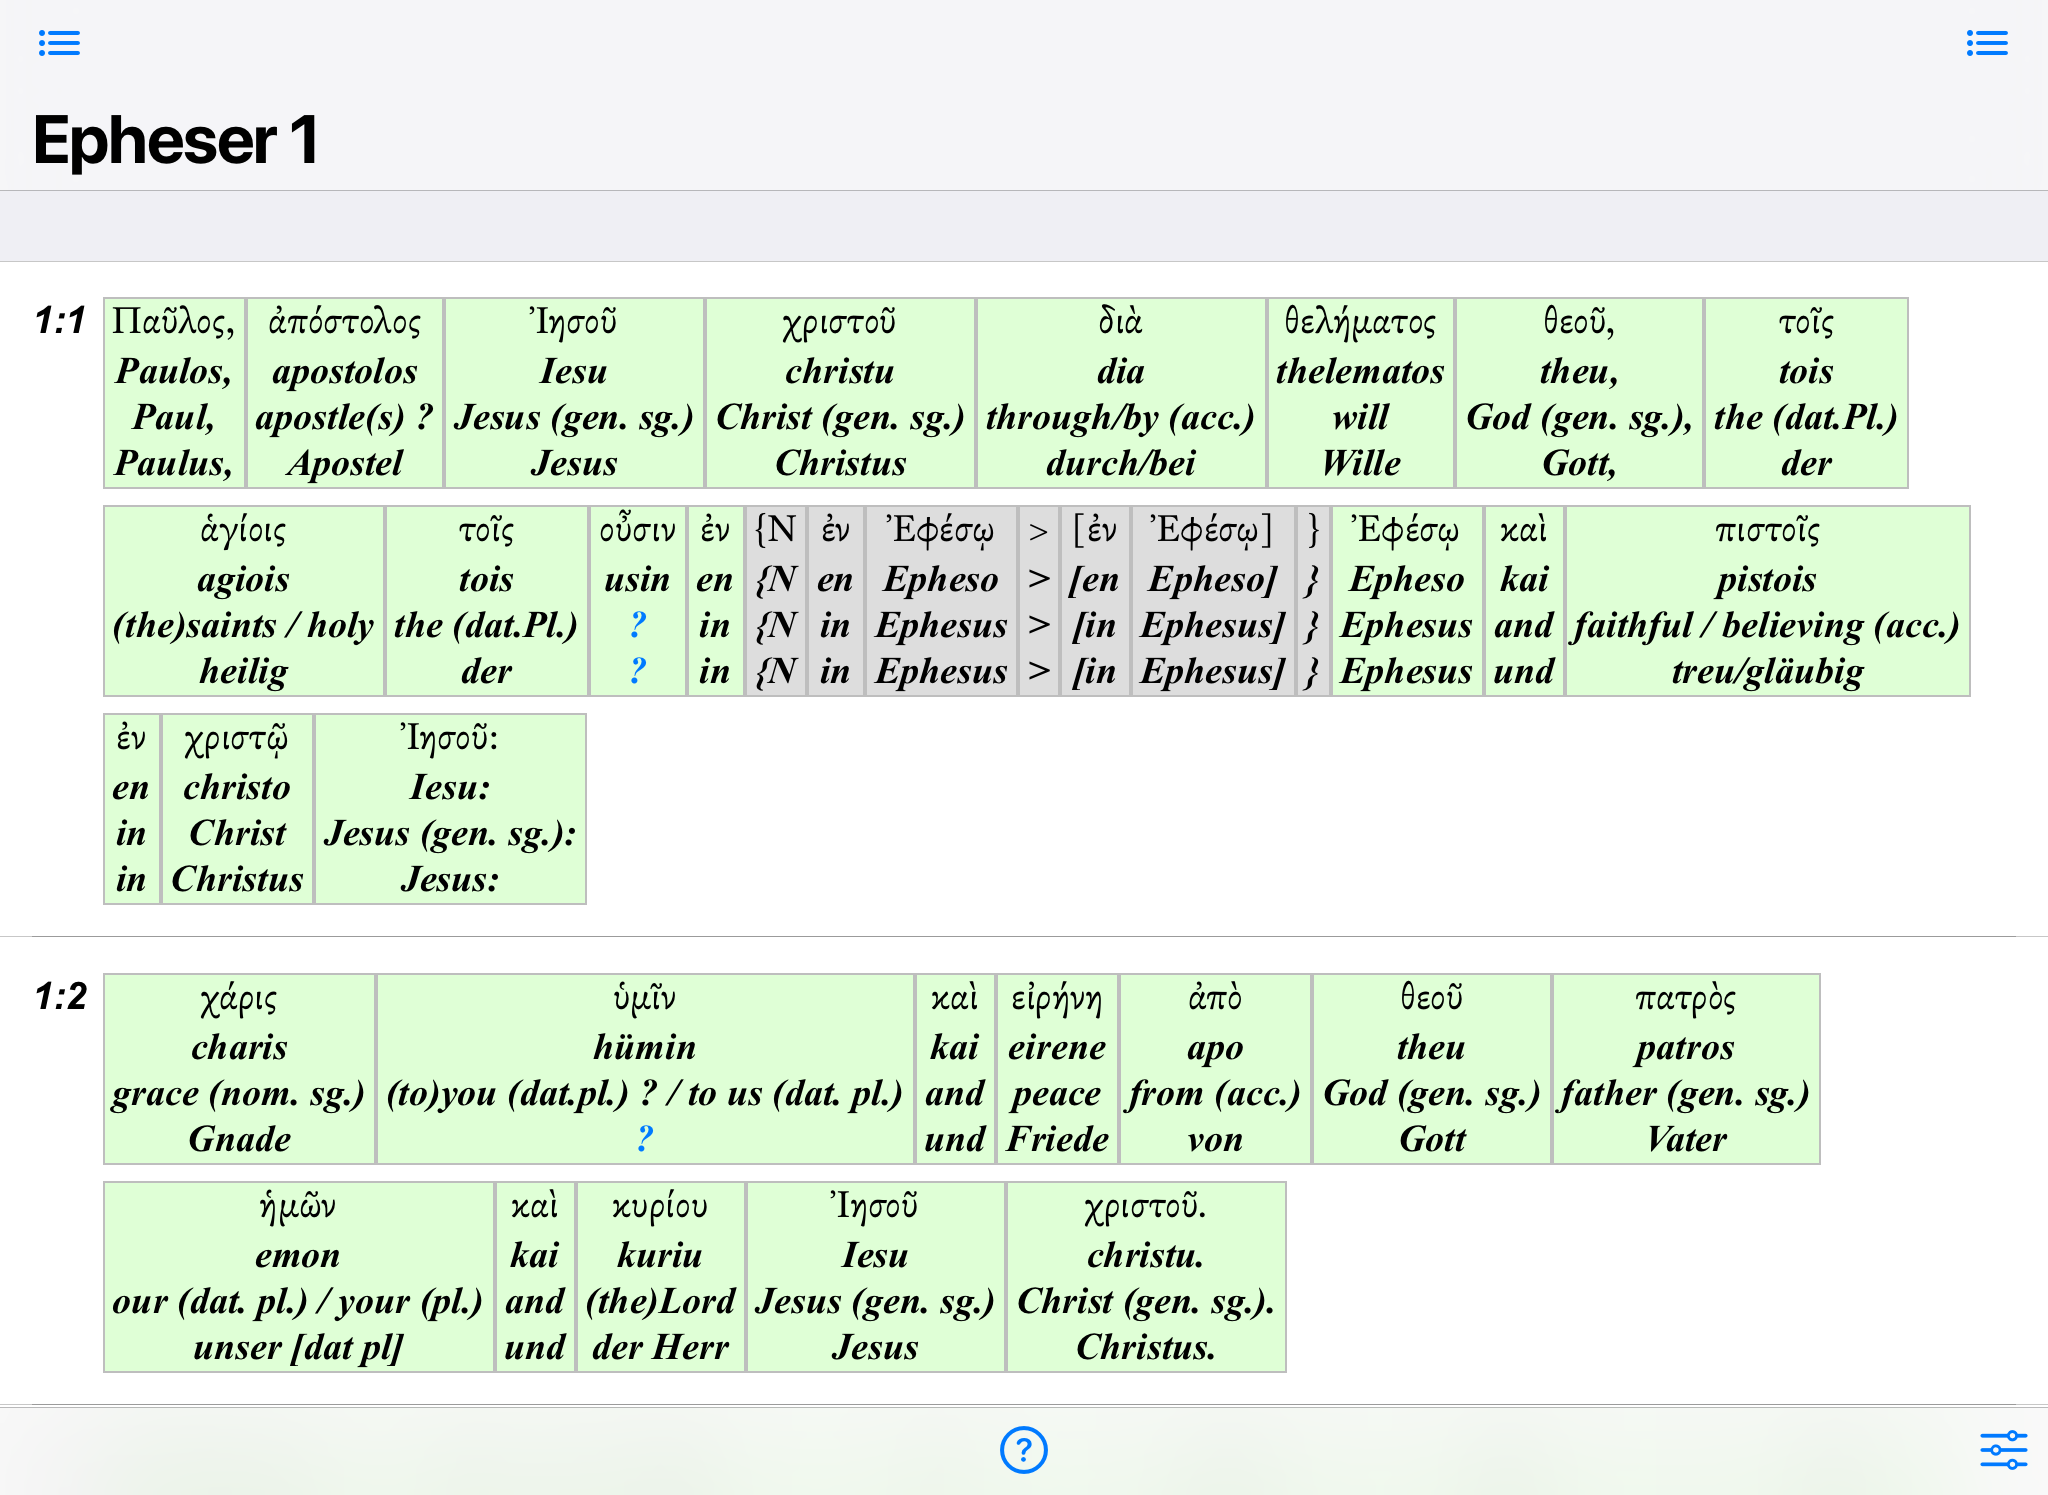 Epheser 1
1:1 Παῦλος, ἀπόστολος Ἰησοῦ χριστοῦ διὰ θελήματος θεοῦ, τοῖς
Paulos, apostolos Iesu christu dia thelematos theu, tois
Paul, apostle(s) ? Jesus (gen. sg.) Christ (gen. sg.) through/by (acc.) will God (gen. sg.), the (dat.Pl.)
Paulus, Apostel Jesus Christus durch/bei Wille Gott, der
ἁγίοις τοῖς οὖσιν ἐν {N ἐν Ἐφέσῳ > [ἐν Ἐφέσῳ] } Ἐφέσῳ καὶ πιστοῖς
agiois tois usin en {N en Epheso > [en Epheso] } Epheso kai pistois
(the)saints / holy the (dat.Pl.) ? in {N in Ephesus > [in Ephesus] } Ephesus and faithful / believing (acc.)
heilig der ? in {N in Ephesus > [in Ephesus] } Ephesus und treu/gläubig
ἐν χριστῷ Ἰησοῦ:
en christo Iesu:
in Christ Jesus (gen. sg.):
in Christus Jesus:
1:2 χάρις ὑμῖν καὶ εἰρήνη ἀπὸ θεοῦ πατρὸς
charis hümin kai eirene apo theu patros
grace (nom. sg.) (to)you (dat.pl.) ? / to us (dat. pl.) and peace from (acc.) God (gen. sg.) father (gen. sg.)
Gnade ? und Friede von Gott Vater
ἡμῶν καὶ κυρίου Ἰησοῦ χριστοῦ.
emon kai kuriu Iesu christu.
our (dat. pl.) / your (pl.) and (the)Lord Jesus (gen. sg.) Christ (gen. sg.).
unser [dat pl] und der Herr Jesus Christus.
?